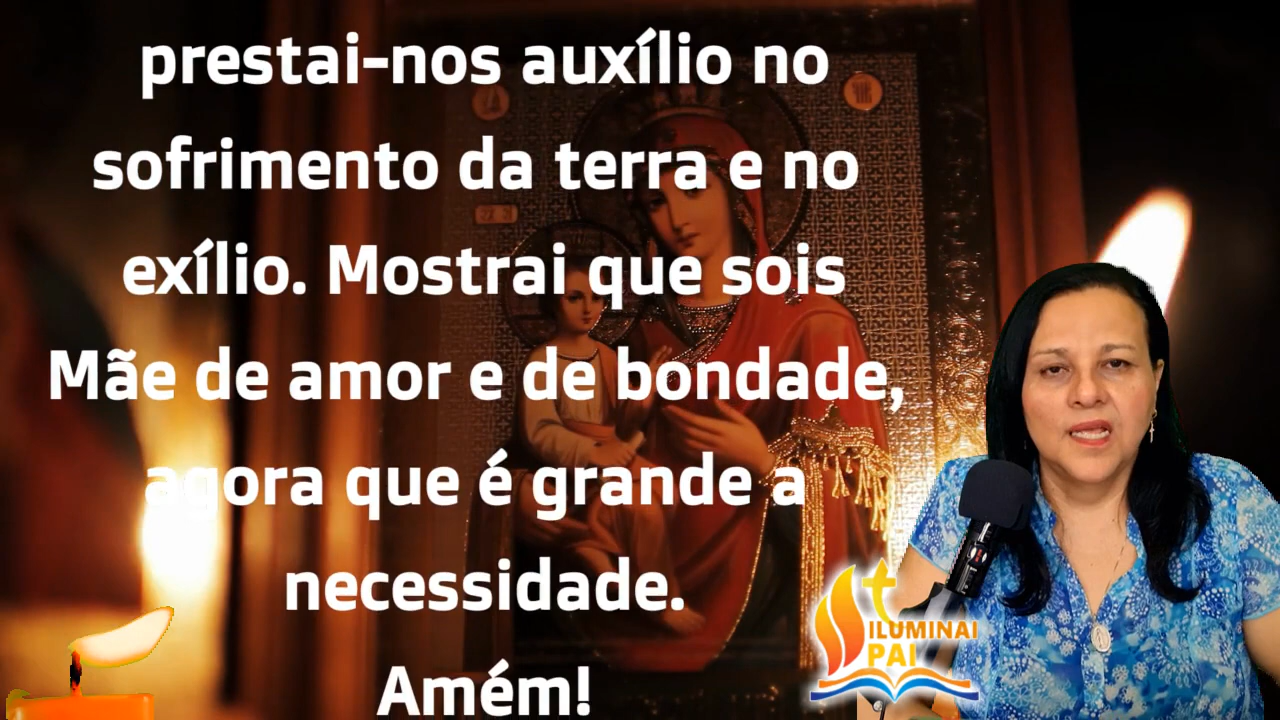 prestai-nos auxílio no
sofrimento da terra e no
exílio. Mostrai que sois
Mãe de amor e de bondade,
agora que é grande a
necessidade.
Amém!
ILUMINAI
PAI